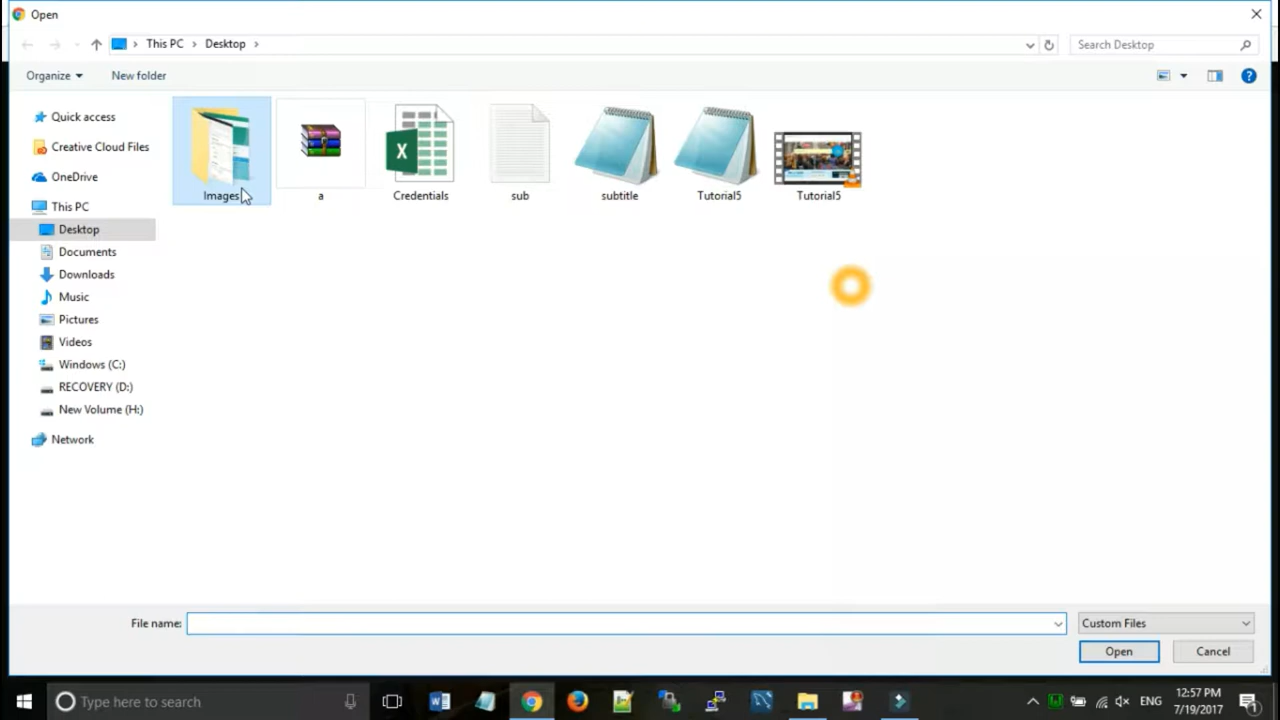 Open
This PC
Desktop
Search Desktop
Organize
New folder
Quick access
Creative Cloud Files
OneDrive
This PC
Desktop
Documents
Downloads
Music
Pictures
Videos
Windows (C:)
RECOVERY (D:)
New Volume (H:)
Network
Images
a
Credentials
sub
subtitle
Tutorial5
Tutorial5
File name:
Custom Files
Open
Cancel
Type here to search
ENG
12:57 PM
7/19/2017
1